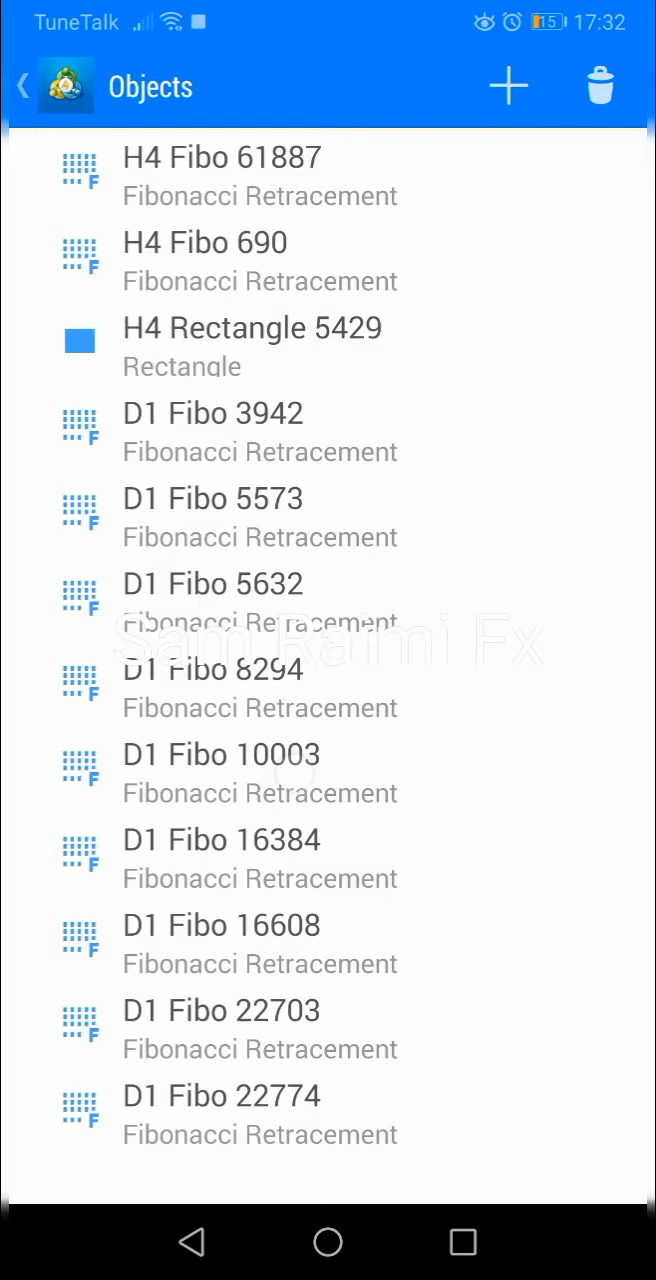 TuneTalk 15 17:32
Objects
H4 Fibo 61887
Fibonacci Retracement
H4 Fibo 690
Fibonacci Retracement
H4 Rectangle 5429
Rectangle
D1 Fibo 3942
Fibonacci Retracement
D1 Fibo 5573
Fibonacci Retracement
D1 Fibo 5632
Fibonacci Retracement
Sam Raimi Fx
D1 Fibo 8294
Fibonacci Retracement
D1 Fibo 10003
Fibonacci Retracement
D1 Fibo 16384
Fibonacci Retracement
D1 Fibo 16608
Fibonacci Retracement
D1 Fibo 22703
Fibonacci Retracement
D1 Fibo 22774
Fibonacci Retracement